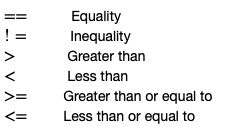 == Equality
! = Inequality
> Greater than
< Less than
>= Greater than or equal to
<= Less than or equal to